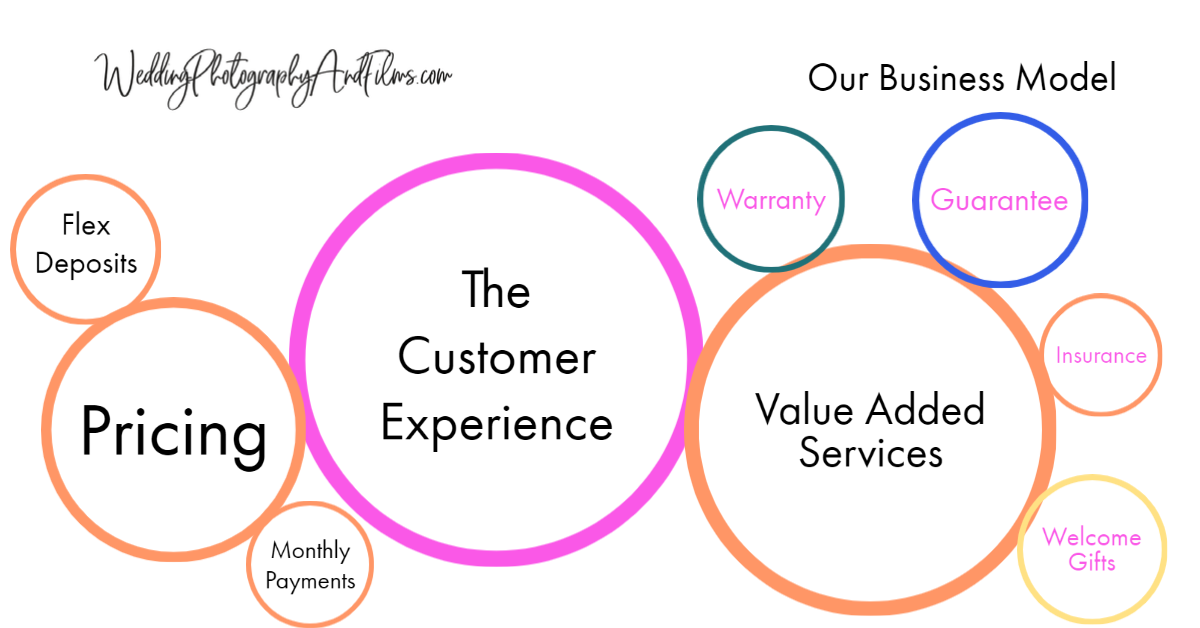 WeddingPhotographyAndFilms.com
Our Business Model
Flex
Deposits
Pricing
Monthly
Payments
The
Customer
Experience
Warranty
Guarantee
Value Added
Services
Insurance
Welcome
Gifts